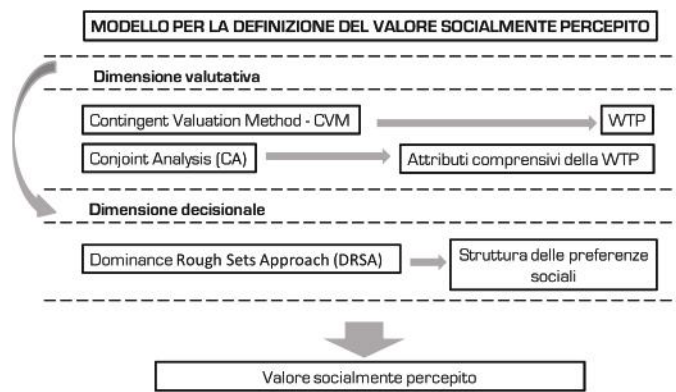 MODELLO PER LA DEFINIZIONE DEL VALORE SOCIALMENTE PERCEPITO
Dimensione valutativa
Contingent Valuation Method - CVM
WTP
Conjoint Analysis (CA)
Attributi comprensivi della WTP
Dimensione decisionale
Dominance Rough Sets Approach (DRSA)
Struttura delle preferenze
sociali
Valore socialmente percepito